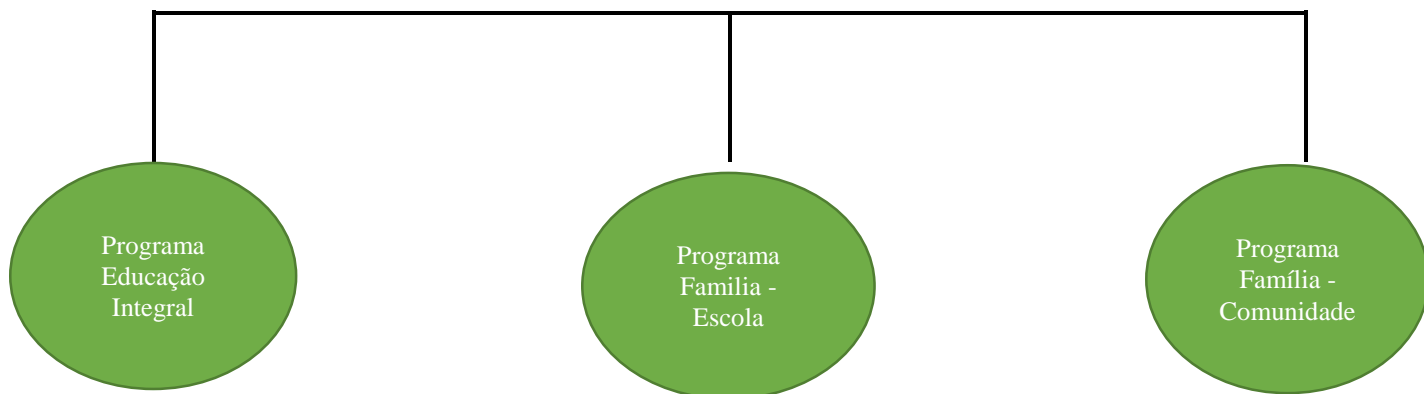 Programa
Educação
Integral
Programa
Familia -
Escola
Programa
Família -
Comunidade